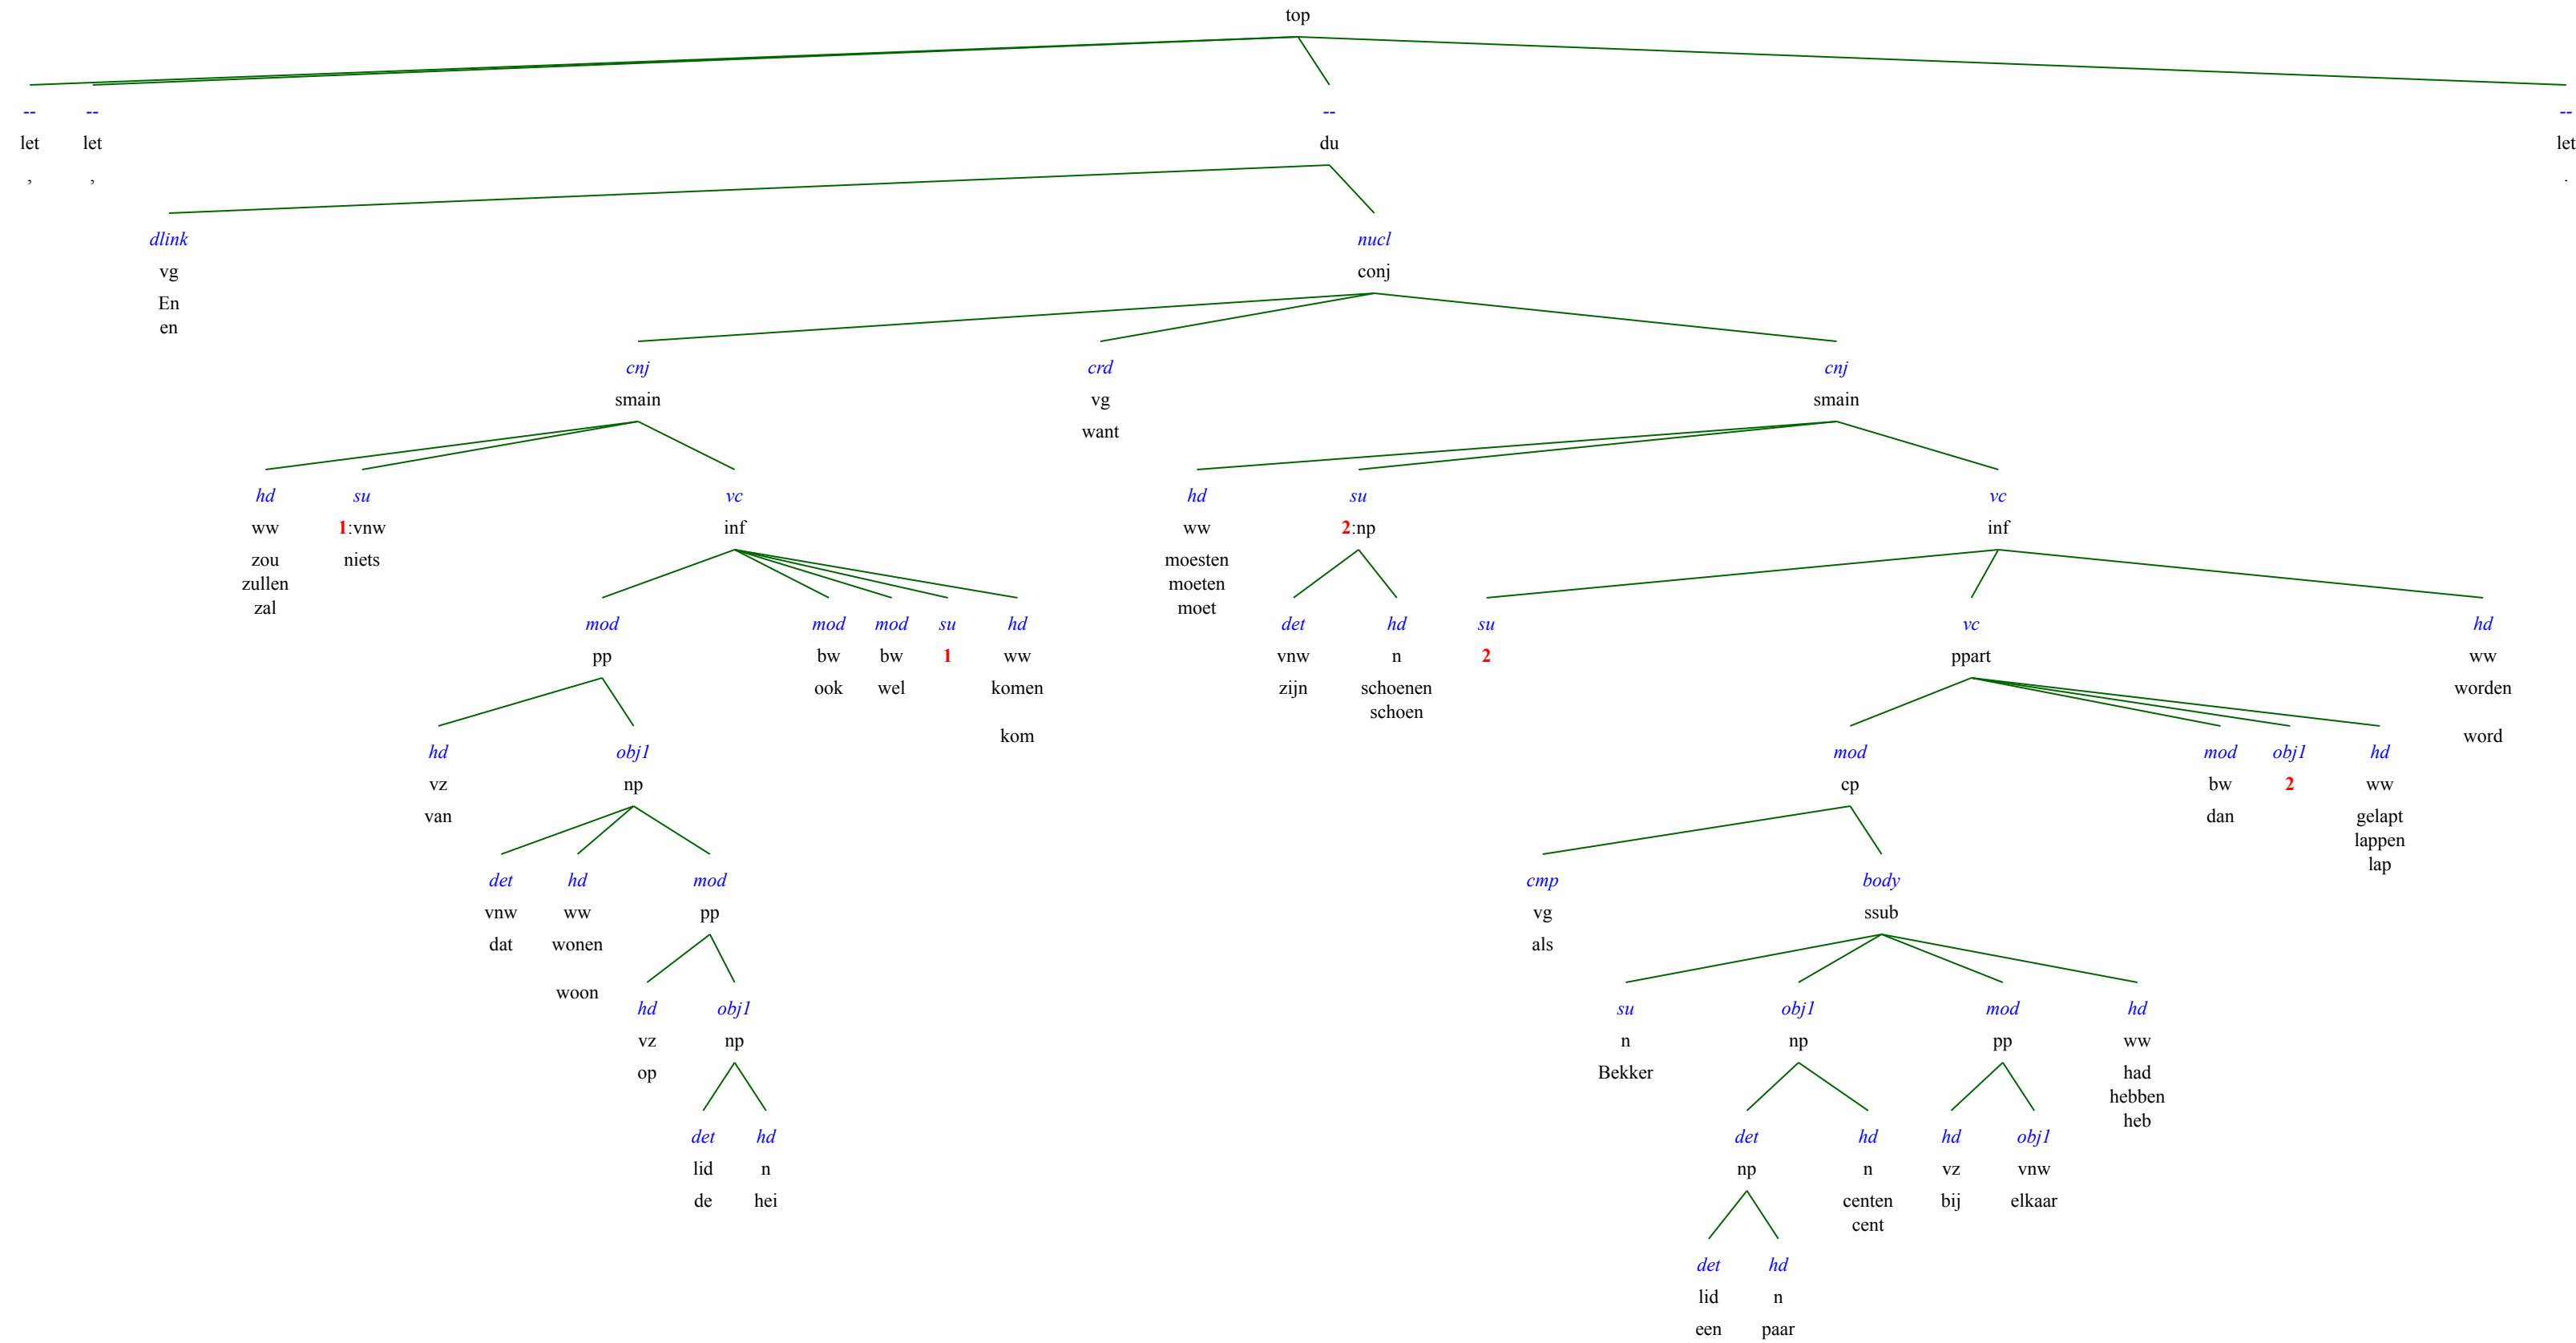 top
-- -- -- --
let let du let
, , .
dlink nucl
vg conj
En
en
cnj crd cnj
smain vg smain
want
hd su vc hd su vc
ww 1:vnw inf ww 2:np inf
zou niets moesten
zullen moeten
zal moet
mod mod mod su hd det hd su vc hd
pp bw bw 1 ww vnw n 2 ppart ww
ook wel komen zijn schoenen worden
schoen
kom word
hd obj1 mod mod obj1 hd
vz np cp bw 2 ww
van dan gelapt
lappen
lap
det hd mod cmp body
vnw ww pp vg ssub
dat wonen als
woon
hd obj1 su obj1 mod hd
vz np n np pp ww
op Bekker had
hebben
heb
det hd det hd hd obj1
lid n np n vz vnw
de hei centen bij elkaar
cent
det hd
lid n
een paar